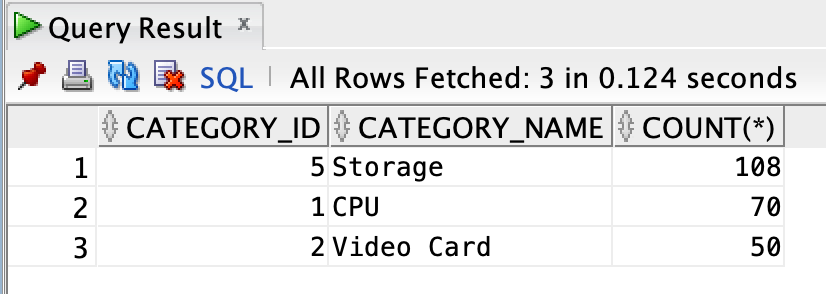 Query Result x
SQL | All Rows Fetched: 3 in 0.124 seconds
CATEGORY_ID CATEGORY_NAME COUNT(*)
1 5 Storage 108
2 1 CPU 70
3 2 Video Card 50